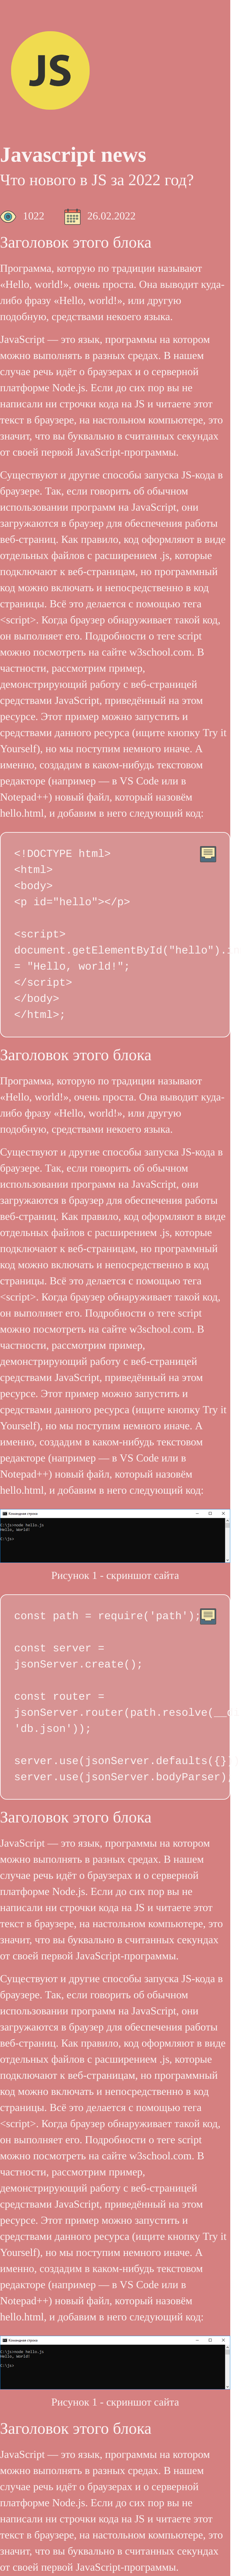 JS
Javascript news
Что нового в JS за 2022 год?
1022 26.02.2022
Заголовок этого блока
Программа, которую по традиции называют
«Hello, world!», очень проста. Она выводит куда-
либо фразу «Hello, world!», или другую
подобную, средствами некоего языка.
JavaScript — это язык, программы на котором
можно выполнять в разных средах. В нашем
случае речь идёт о браузерах и о серверной
платформе Node.js. Если до сих пор вы не
написали ни строчки кода на JS и читаете этот
текст в браузере, на настольном компьютере, это
значит, что вы буквально в считанных секундах
от своей первой JavaScript-программы.
Существуют и другие способы запуска JS-кода в
браузере. Так, если говорить об обычном
использовании программ на JavaScript, они
загружаются в браузер для обеспечения работы
веб-страниц. Как правило, код оформляют в виде
отдельных файлов с расширением .js, которые
подключают к веб-страницам, но программный
код можно включать и непосредственно в код
страницы. Всё это делается с помощью тега
<script>. Когда браузер обнаруживает такой код,
он выполняет его. Подробности о теге script
можно посмотреть на сайте w3school.com. В
частности, рассмотрим пример,
демонстрирующий работу с веб-страницей
средствами JavaScript, приведённый на этом
ресурсе. Этот пример можно запустить и
средствами данного ресурса (ищите кнопку Try it
Yourself), но мы поступим немного иначе. А
именно, создадим в каком-нибудь текстовом
редакторе (например — в VS Code или в
Notepad++) новый файл, который назовём
hello.html, и добавим в него следующий код:
<!DOCTYPE html>
<html>
<body>
<p id="hello"></p>
<script>
document.getElementById("hello").
= "Hello, world!";
</script>
</body>
</html>;
Заголовок этого блока
Программа, которую по традиции называют
«Hello, world!», очень проста. Она выводит куда-
либо фразу «Hello, world!», или другую
подобную, средствами некоего языка.
Существуют и другие способы запуска JS-кода в
браузере. Так, если говорить об обычном
использовании программ на JavaScript, они
загружаются в браузер для обеспечения работы
веб-страниц. Как правило, код оформляют в виде
отдельных файлов с расширением .js, которые
подключают к веб-страницам, но программный
код можно включать и непосредственно в код
страницы. Всё это делается с помощью тега
<script>. Когда браузер обнаруживает такой код,
он выполняет его. Подробности о теге script
можно посмотреть на сайте w3school.com. В
частности, рассмотрим пример,
демонстрирующий работу с веб-страницей
средствами JavaScript, приведённый на этом
ресурсе. Этот пример можно запустить и
средствами данного ресурса (ищите кнопку Try it
Yourself), но мы поступим немного иначе. А
именно, создадим в каком-нибудь текстовом
редакторе (например — в VS Code или в
Notepad++) новый файл, который назовём
hello.html, и добавим в него следующий код:
Командная строка
C:\js>node hello.js
Hello, World!
C:\js>
Рисунок 1 - скриншот сайта
const path = require('path');
const server =
jsonServer.create();
const router =
jsonServer.router(path.resolve(__
'db.json'));
server.use(jsonServer.defaults({})
server.use(jsonServer.bodyParser);
Заголовок этого блока
JavaScript — это язык, программы на котором
можно выполнять в разных средах. В нашем
случае речь идёт о браузерах и о серверной
платформе Node.js. Если до сих пор вы не
написали ни строчки кода на JS и читаете этот
текст в браузере, на настольном компьютере, это
значит, что вы буквально в считанных секундах
от своей первой JavaScript-программы.
Существуют и другие способы запуска JS-кода в
браузере. Так, если говорить об обычном
использовании программ на JavaScript, они
загружаются в браузер для обеспечения работы
веб-страниц. Как правило, код оформляют в виде
отдельных файлов с расширением .js, которые
подключают к веб-страницам, но программный
код можно включать и непосредственно в код
страницы. Всё это делается с помощью тега
<script>. Когда браузер обнаруживает такой код,
он выполняет его. Подробности о теге script
можно посмотреть на сайте w3school.com. В
частности, рассмотрим пример,
демонстрирующий работу с веб-страницей
средствами JavaScript, приведённый на этом
ресурсе. Этот пример можно запустить и
средствами данного ресурса (ищите кнопку Try it
Yourself), но мы поступим немного иначе. А
именно, создадим в каком-нибудь текстовом
редакторе (например — в VS Code или в
Notepad++) новый файл, который назовём
hello.html, и добавим в него следующий код:
Командная строка
C:\js>node hello.js
Hello, World!
C:\js>
Рисунок 1 - скриншот сайта
Заголовок этого блока
JavaScript — это язык, программы на котором
можно выполнять в разных средах. В нашем
случае речь идёт о браузерах и о серверной
платформе Node.js. Если до сих пор вы не
написали ни строчки кода на JS и читаете этот
текст в браузере, на настольном компьютере, это
значит, что вы буквально в считанных секундах
от своей первой JavaScript-программы.